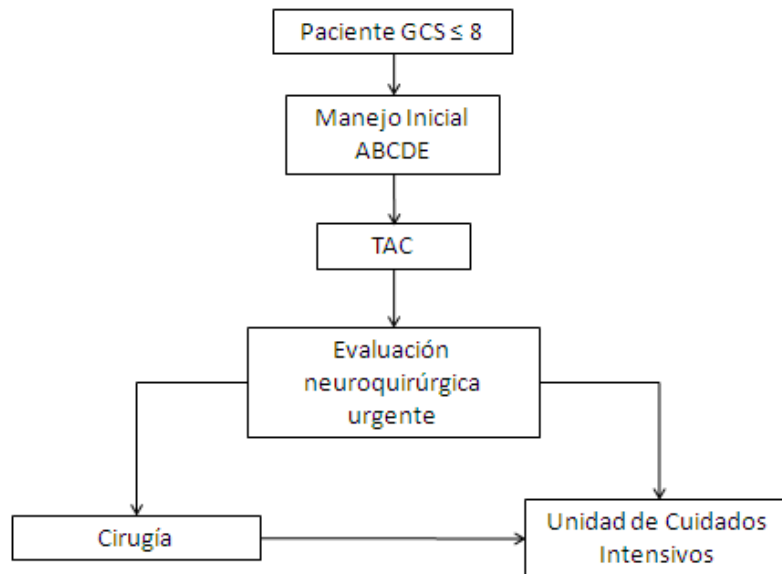 Paciente GCS ≤ 8
Manejo Inicial
ABCDE
TAC
Evaluación
neuroquirúrgica
urgente
Cirugía
Unidad de Cuidados
Intensivos